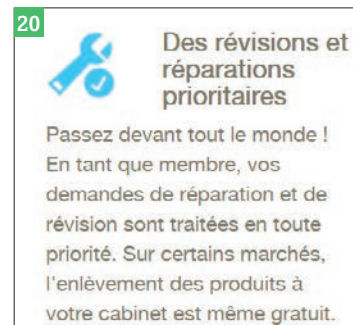 20
Des révisions et
réparations
prioritaires
Passez devant tout le monde !
En tant que membre, vos
demandes de réparation et de
révision sont traitées en toute
priorité. Sur certains marchés,
l'enlèvement des produits à
votre cabinet est même gratuit.